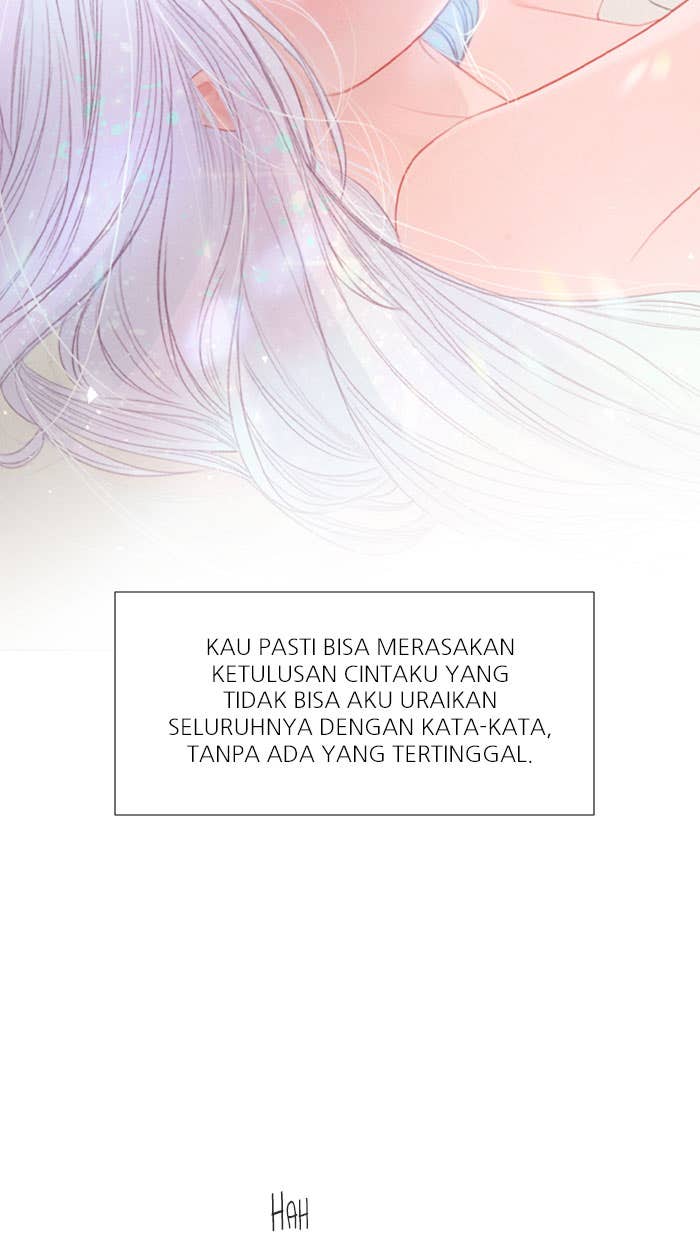 KAU PASTI BISA MERASAKAN
KETULUSAN CINTAKU YANG
TIDAK BISA AKU URAIKAN
SELURUHNYA DENGAN KATA-KATA,
TANPA ADA YANG TERTINGGAL.
HAH